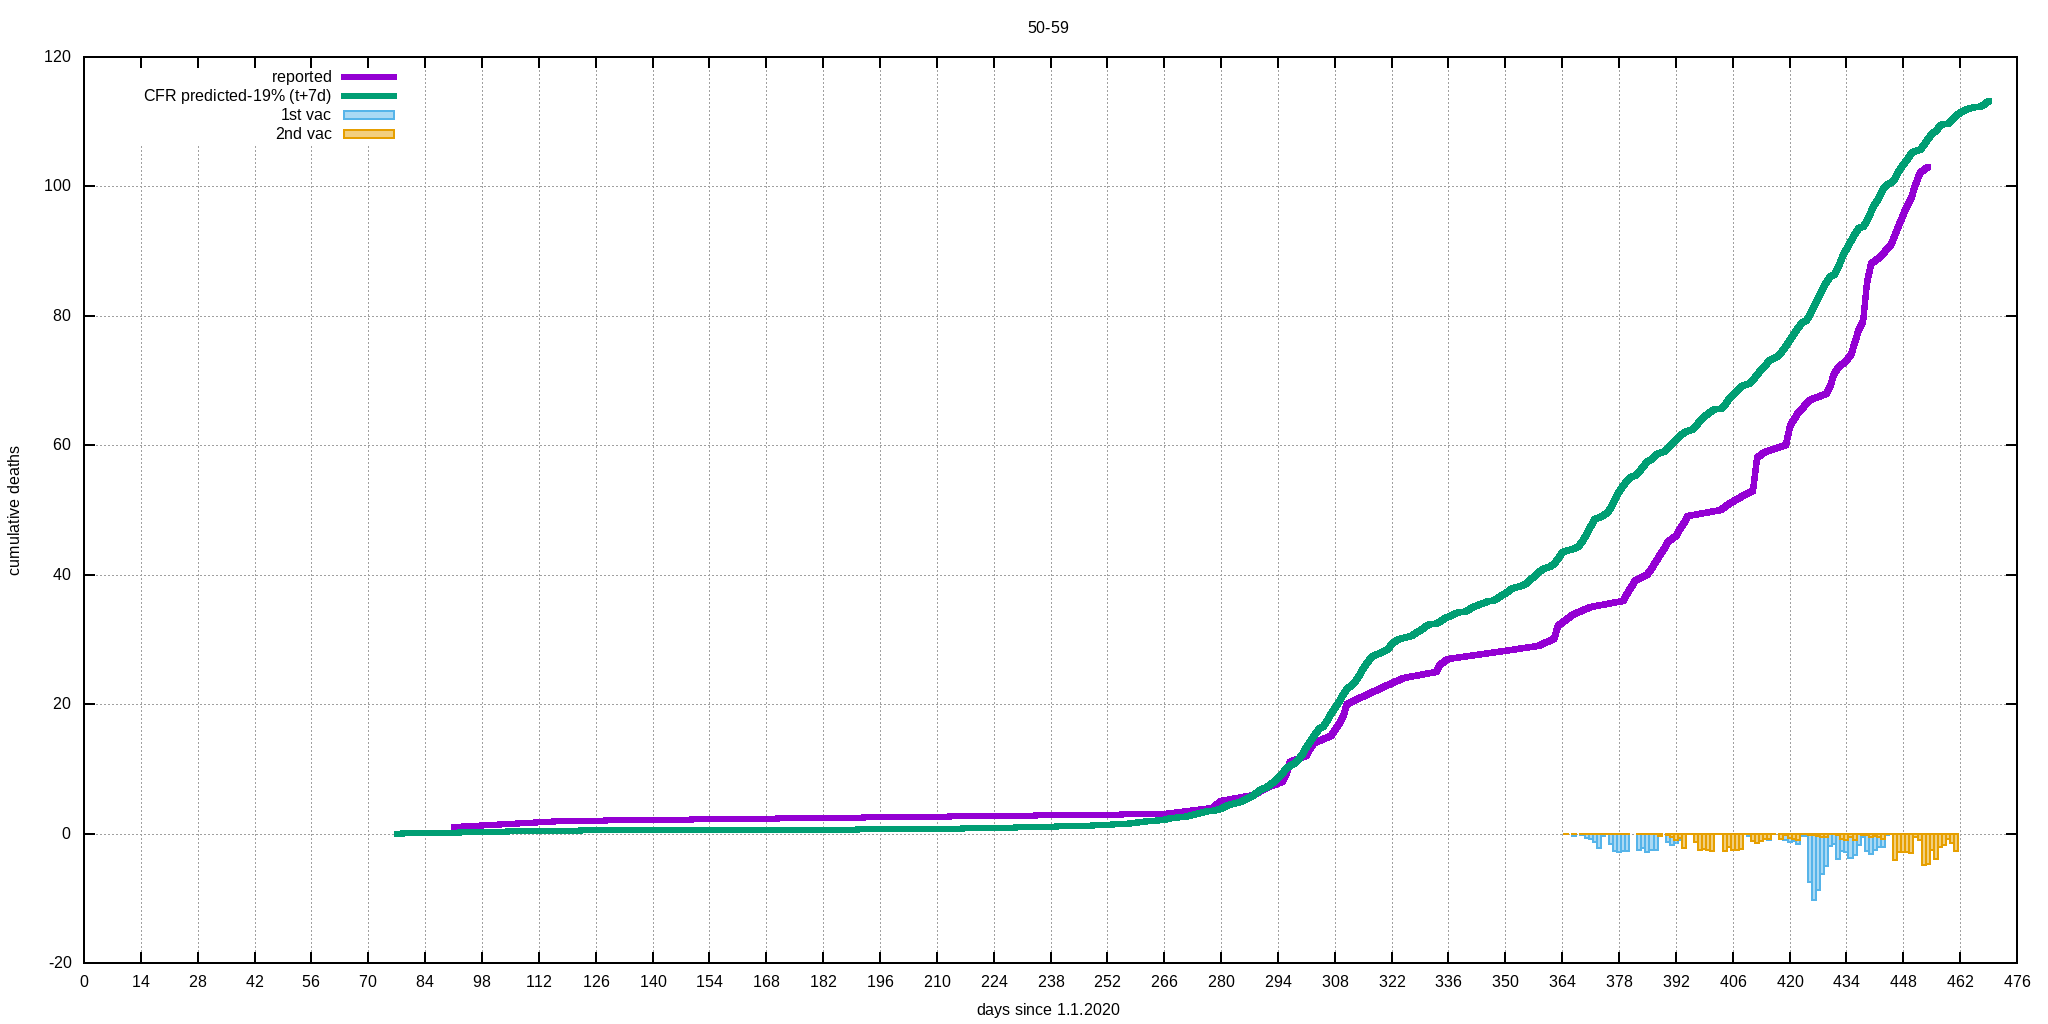 50-59
120
100
80
60
40
20
0
-20
cumulative deaths
reported
CFR predicted-19% (t+7d)
1st vac
2nd vac
0 14 28 42 56 70 84 98 112 126 140 154 168 182 196 210 224 238 252 266 280 294 308 322 336 350 364 378 392 406 420 434 448 462 476
days since 1.1.2020